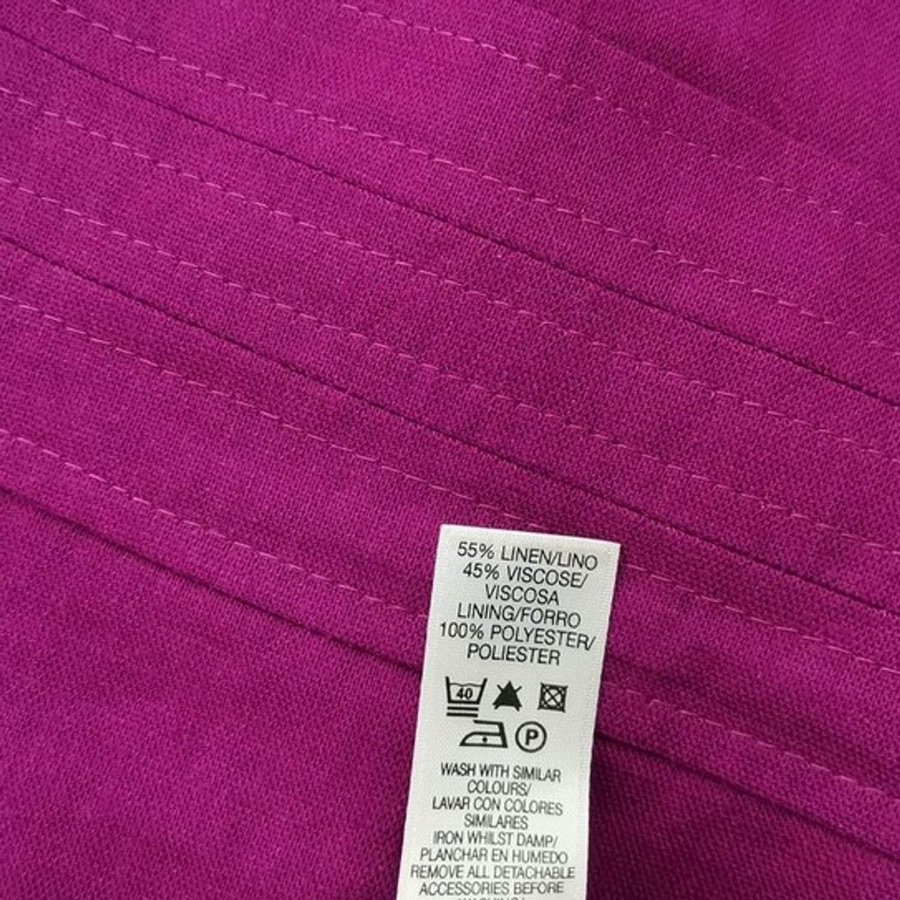 55% LINEN/LINO
45% VISCOSE/
VISCOSA
LINING/FORRO
100% POLYESTER/
POLIESTER
40
P
WASH WITH SIMILAR
COLOURS/
LAVAR CON COLORES
SIMILARES
IRON WHILST DAMP/
PLANCHAR EN HUMEDO
REMOVE ALL DETACHABLE
ACCESSORIES BEFORE